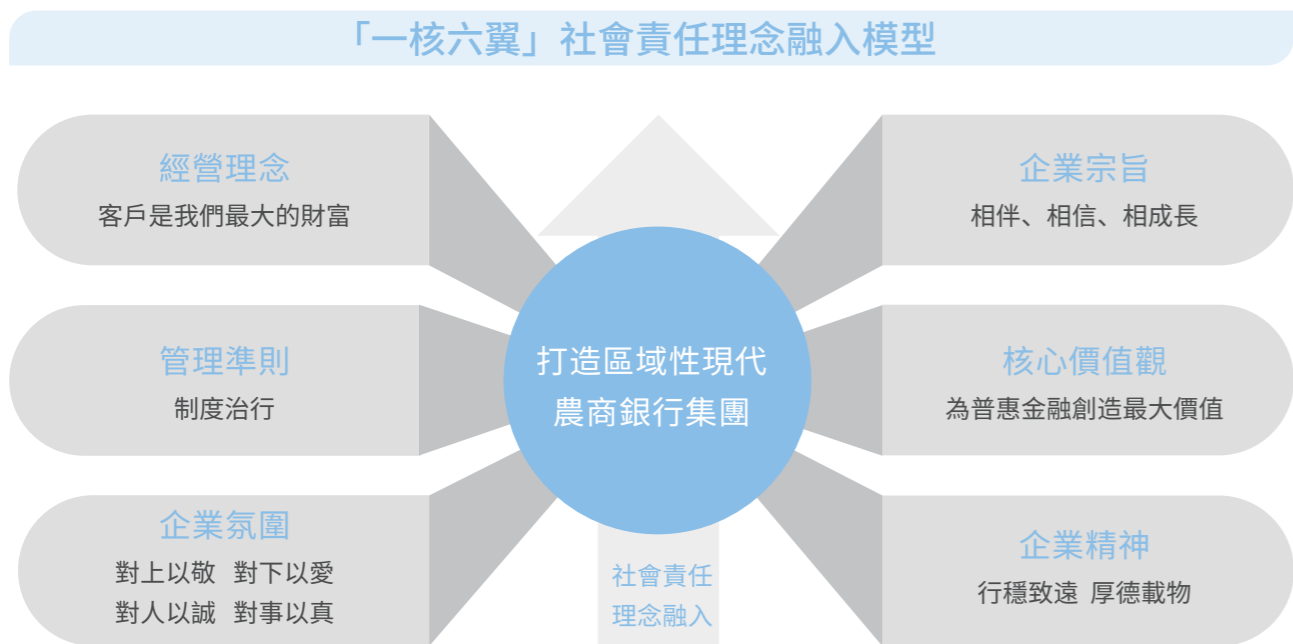 「一核六翼」社會責任理念融入模型
經營理念
客戶是我們最大的財富
管理準則
制度治行
企業氛圍
對上以敬 對下以愛
對人以誠 對事以真
打造區域性現代
農商銀行集團
社會責任
理念融入
企業宗旨
相伴、相信、相成長
核心價值觀
為普惠金融創造最大價值
企業精神
行穩致遠 厚德載物